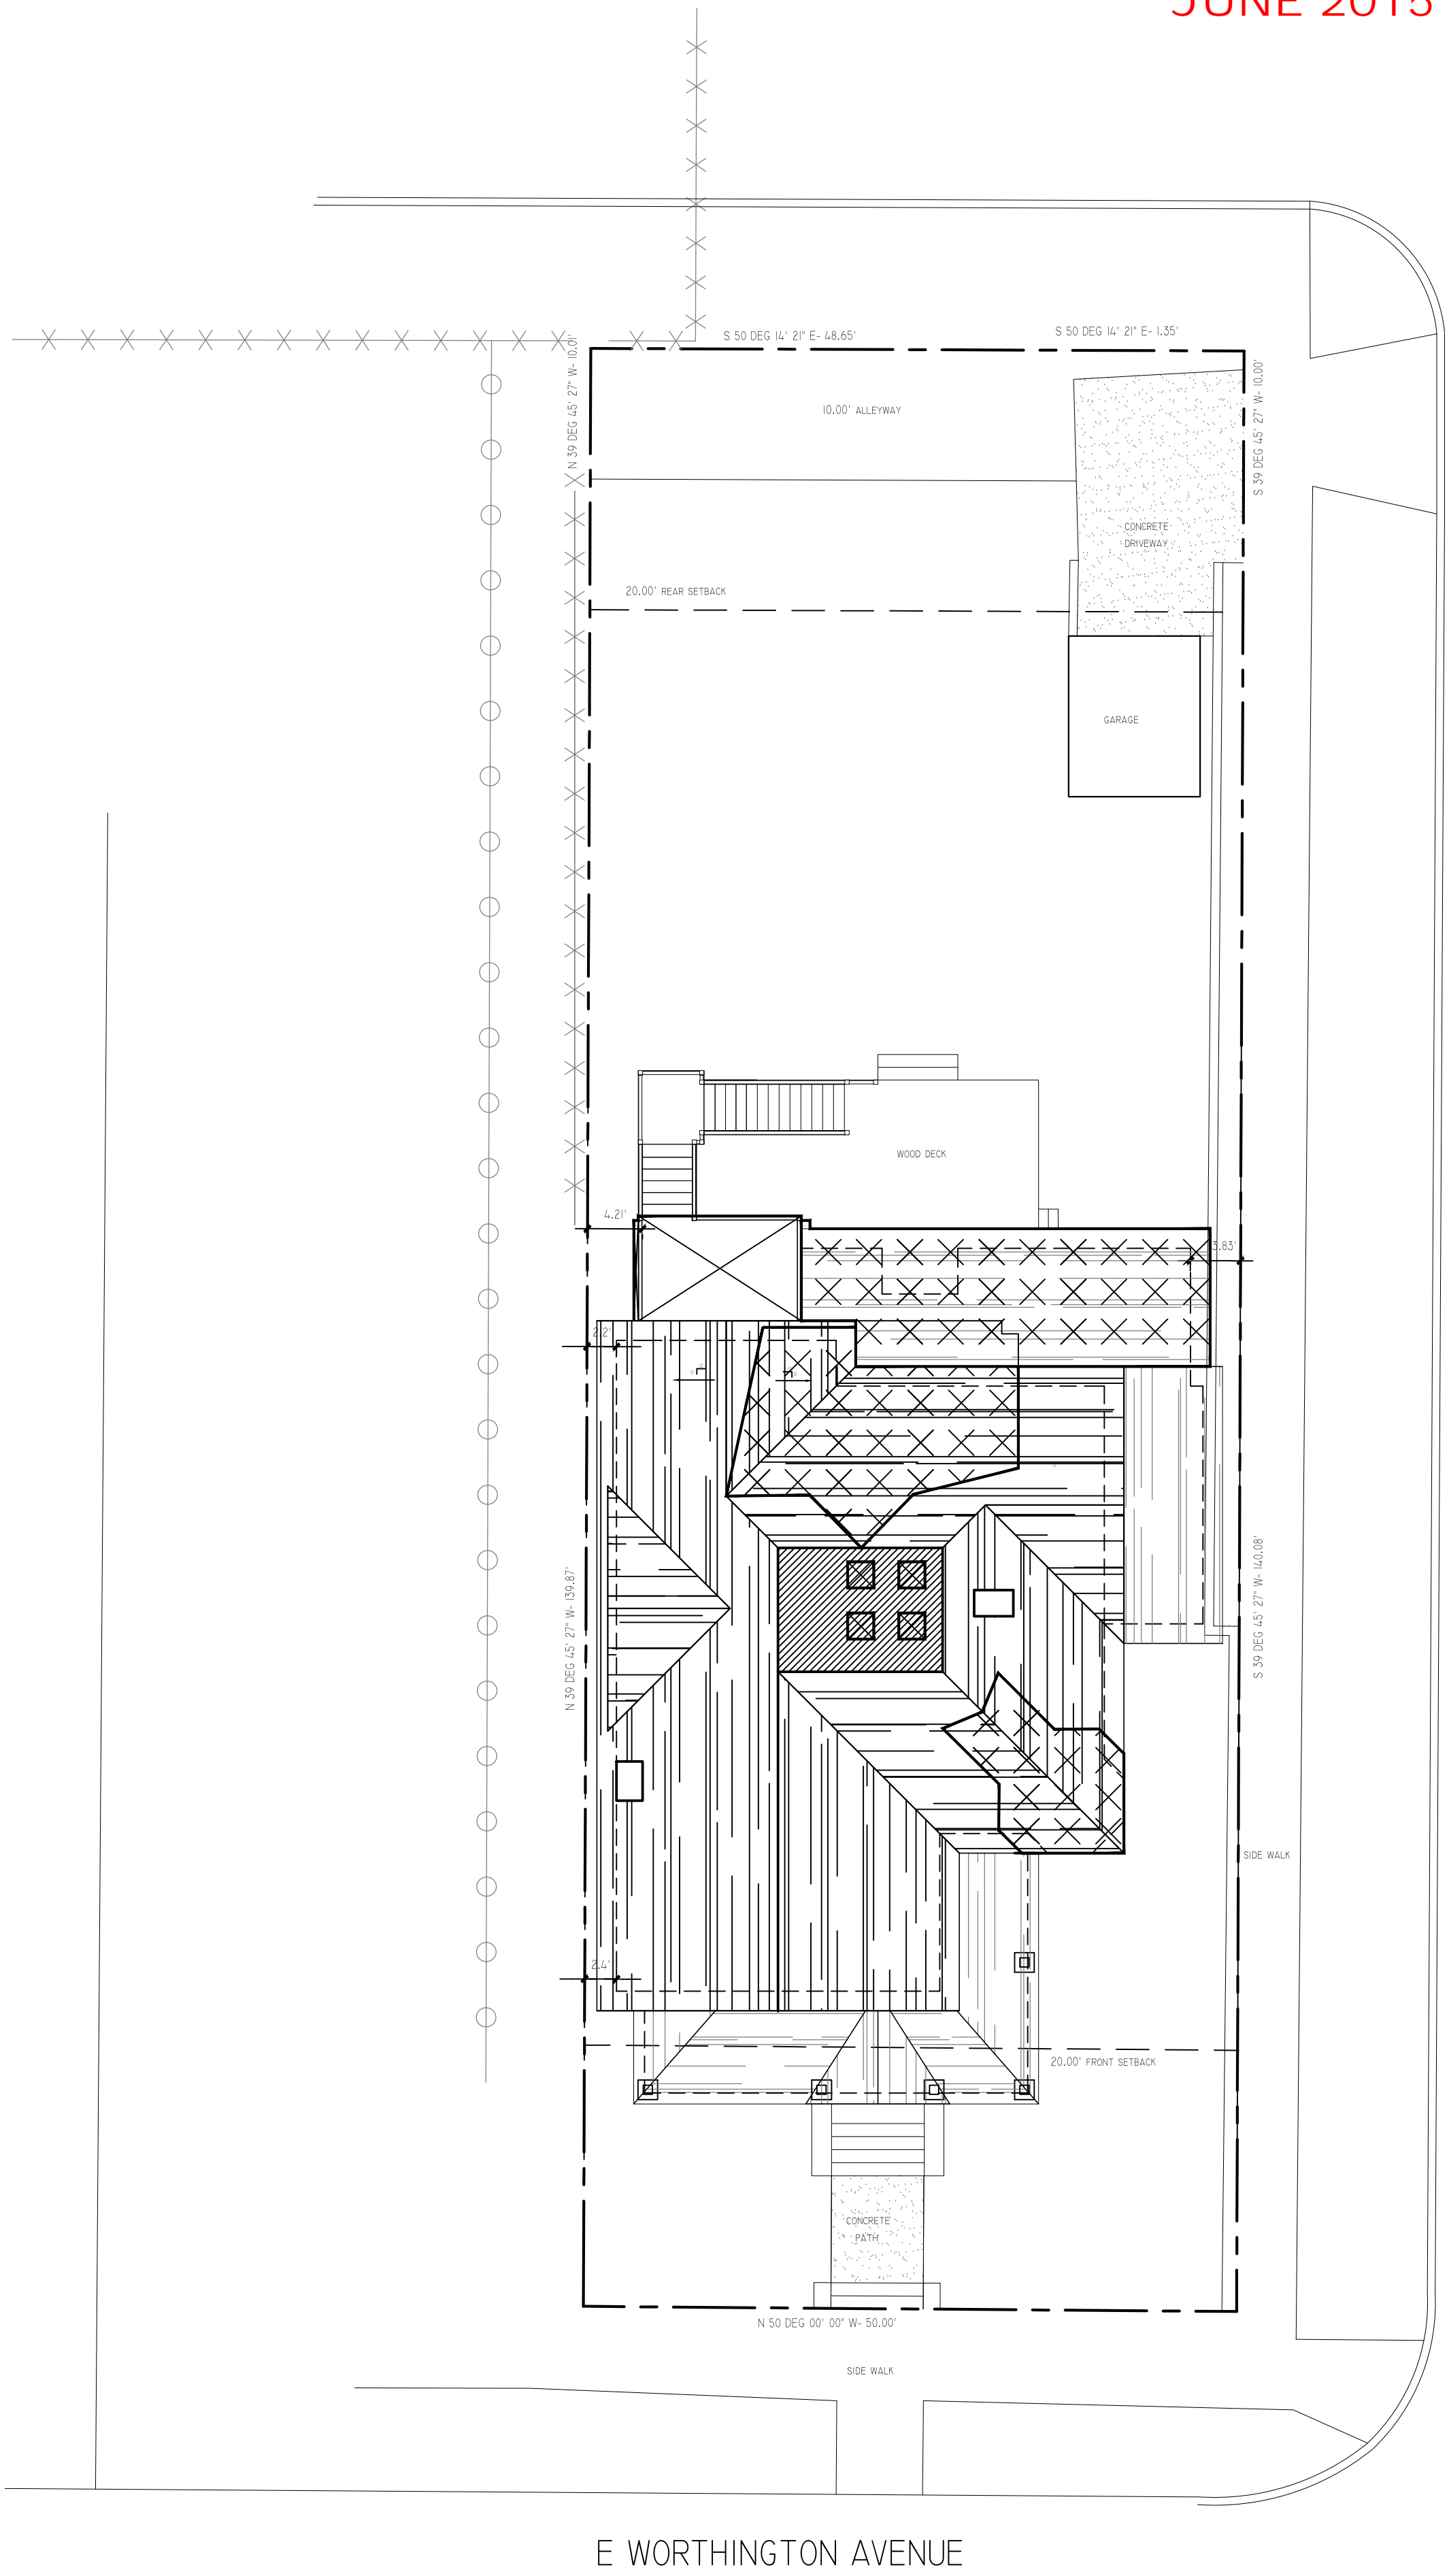 JUNE 2015
S 50 DEG 14' 21" E- 1.35'
S 50 DEG 14' 21" E- 48.65'
N 39 DEG 45' 27" W- 10.01'
S 39 DEG 45' 27" W- 10.00'
10.00' ALLEYWAY
CONCRETE
DRIVEWAY
20.00' REAR SETBACK
GARAGE
WOOD DECK
4.21'
3.83'
2.2'
N 39 DEG 45' 27" W- 139.87'
S 39 DEG 45' 27" W- 140.08'
SIDE WALK
2.4'
20.00' FRONT SETBACK
CONCRETE
PATH
N 50 DEG 00' 00" W- 50.00'
SIDE WALK
E WORTHINGTON AVENUE